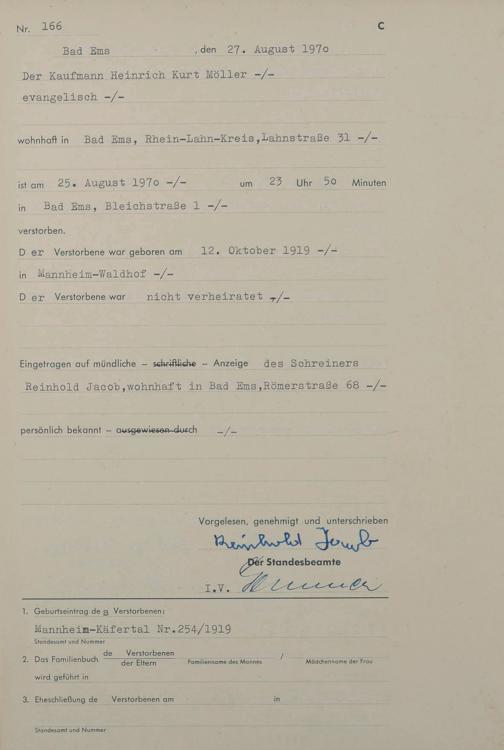 Nr. 166 C
Bad Ems , den 27. August 1970
Der Kaufmann Heinrich Kurt Möller -/-
evangelisch -/-
wohnhaft in Bad Ems, Rhein-Lahn-Kreis,Lahnstraße 31 -/-
ist am 25. August 1970 -/- um 23 Uhr 50 Minuten
in Bad Ems, Bleichstraße 1 -/-
verstorben.
D er Verstorbene war geboren am 12. Oktober 1919 -/-
in Mannheim-Waldhof -/-
D er Verstorbene war nicht verheiratet -/-
Eingetragen auf mündliche – schriftliche – Anzeige des Schreiners
Reinhold Jacob,wohnhaft in Bad Ems,Römerstraße 68 -/-
persönlich bekannt – ausgewiesen durch -/-
Vorgelesen, genehmigt und unterschrieben
Reinhold Jacob
Der Standesbeamte
I.V.
1. Geburtseintrag de s Verstorbenen:
Mannheim-Käfertal Nr.254/1919
Standesamt und Nummer
2. Das Familienbuch de Verstorbenen der Eltern Familienname des Mannes / Mädchenname der Frau
wird geführt in
3. Eheschließung de Verstorbenen am in
Standesamt und Nummer